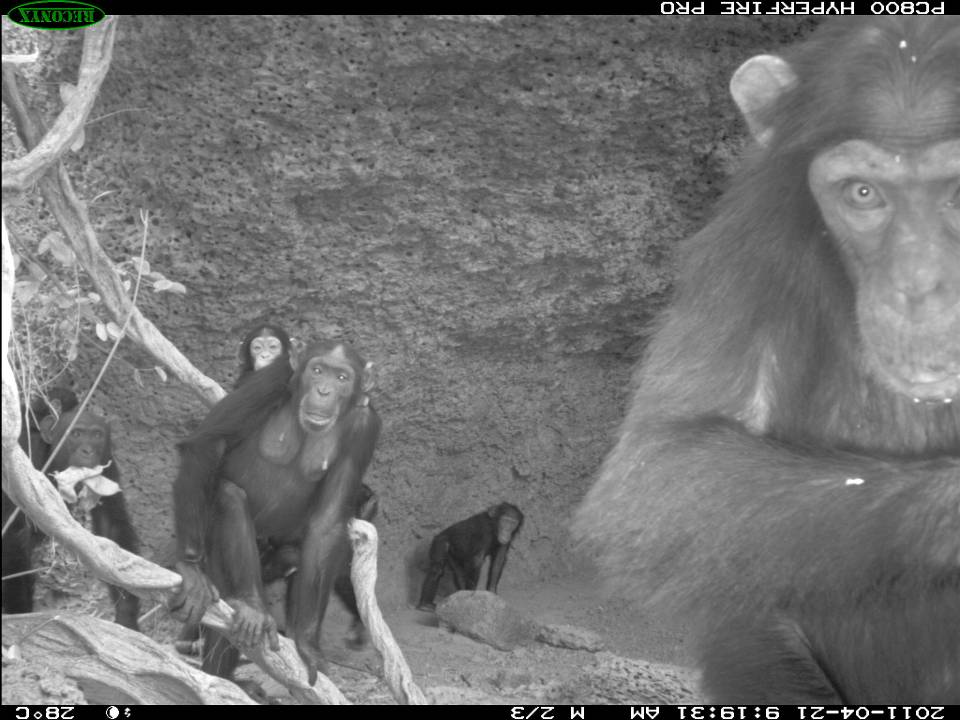 2011-04-21 9:19:31 AM M 2/3 28°C
PC800 HYPERFIRE PRO RECONYX